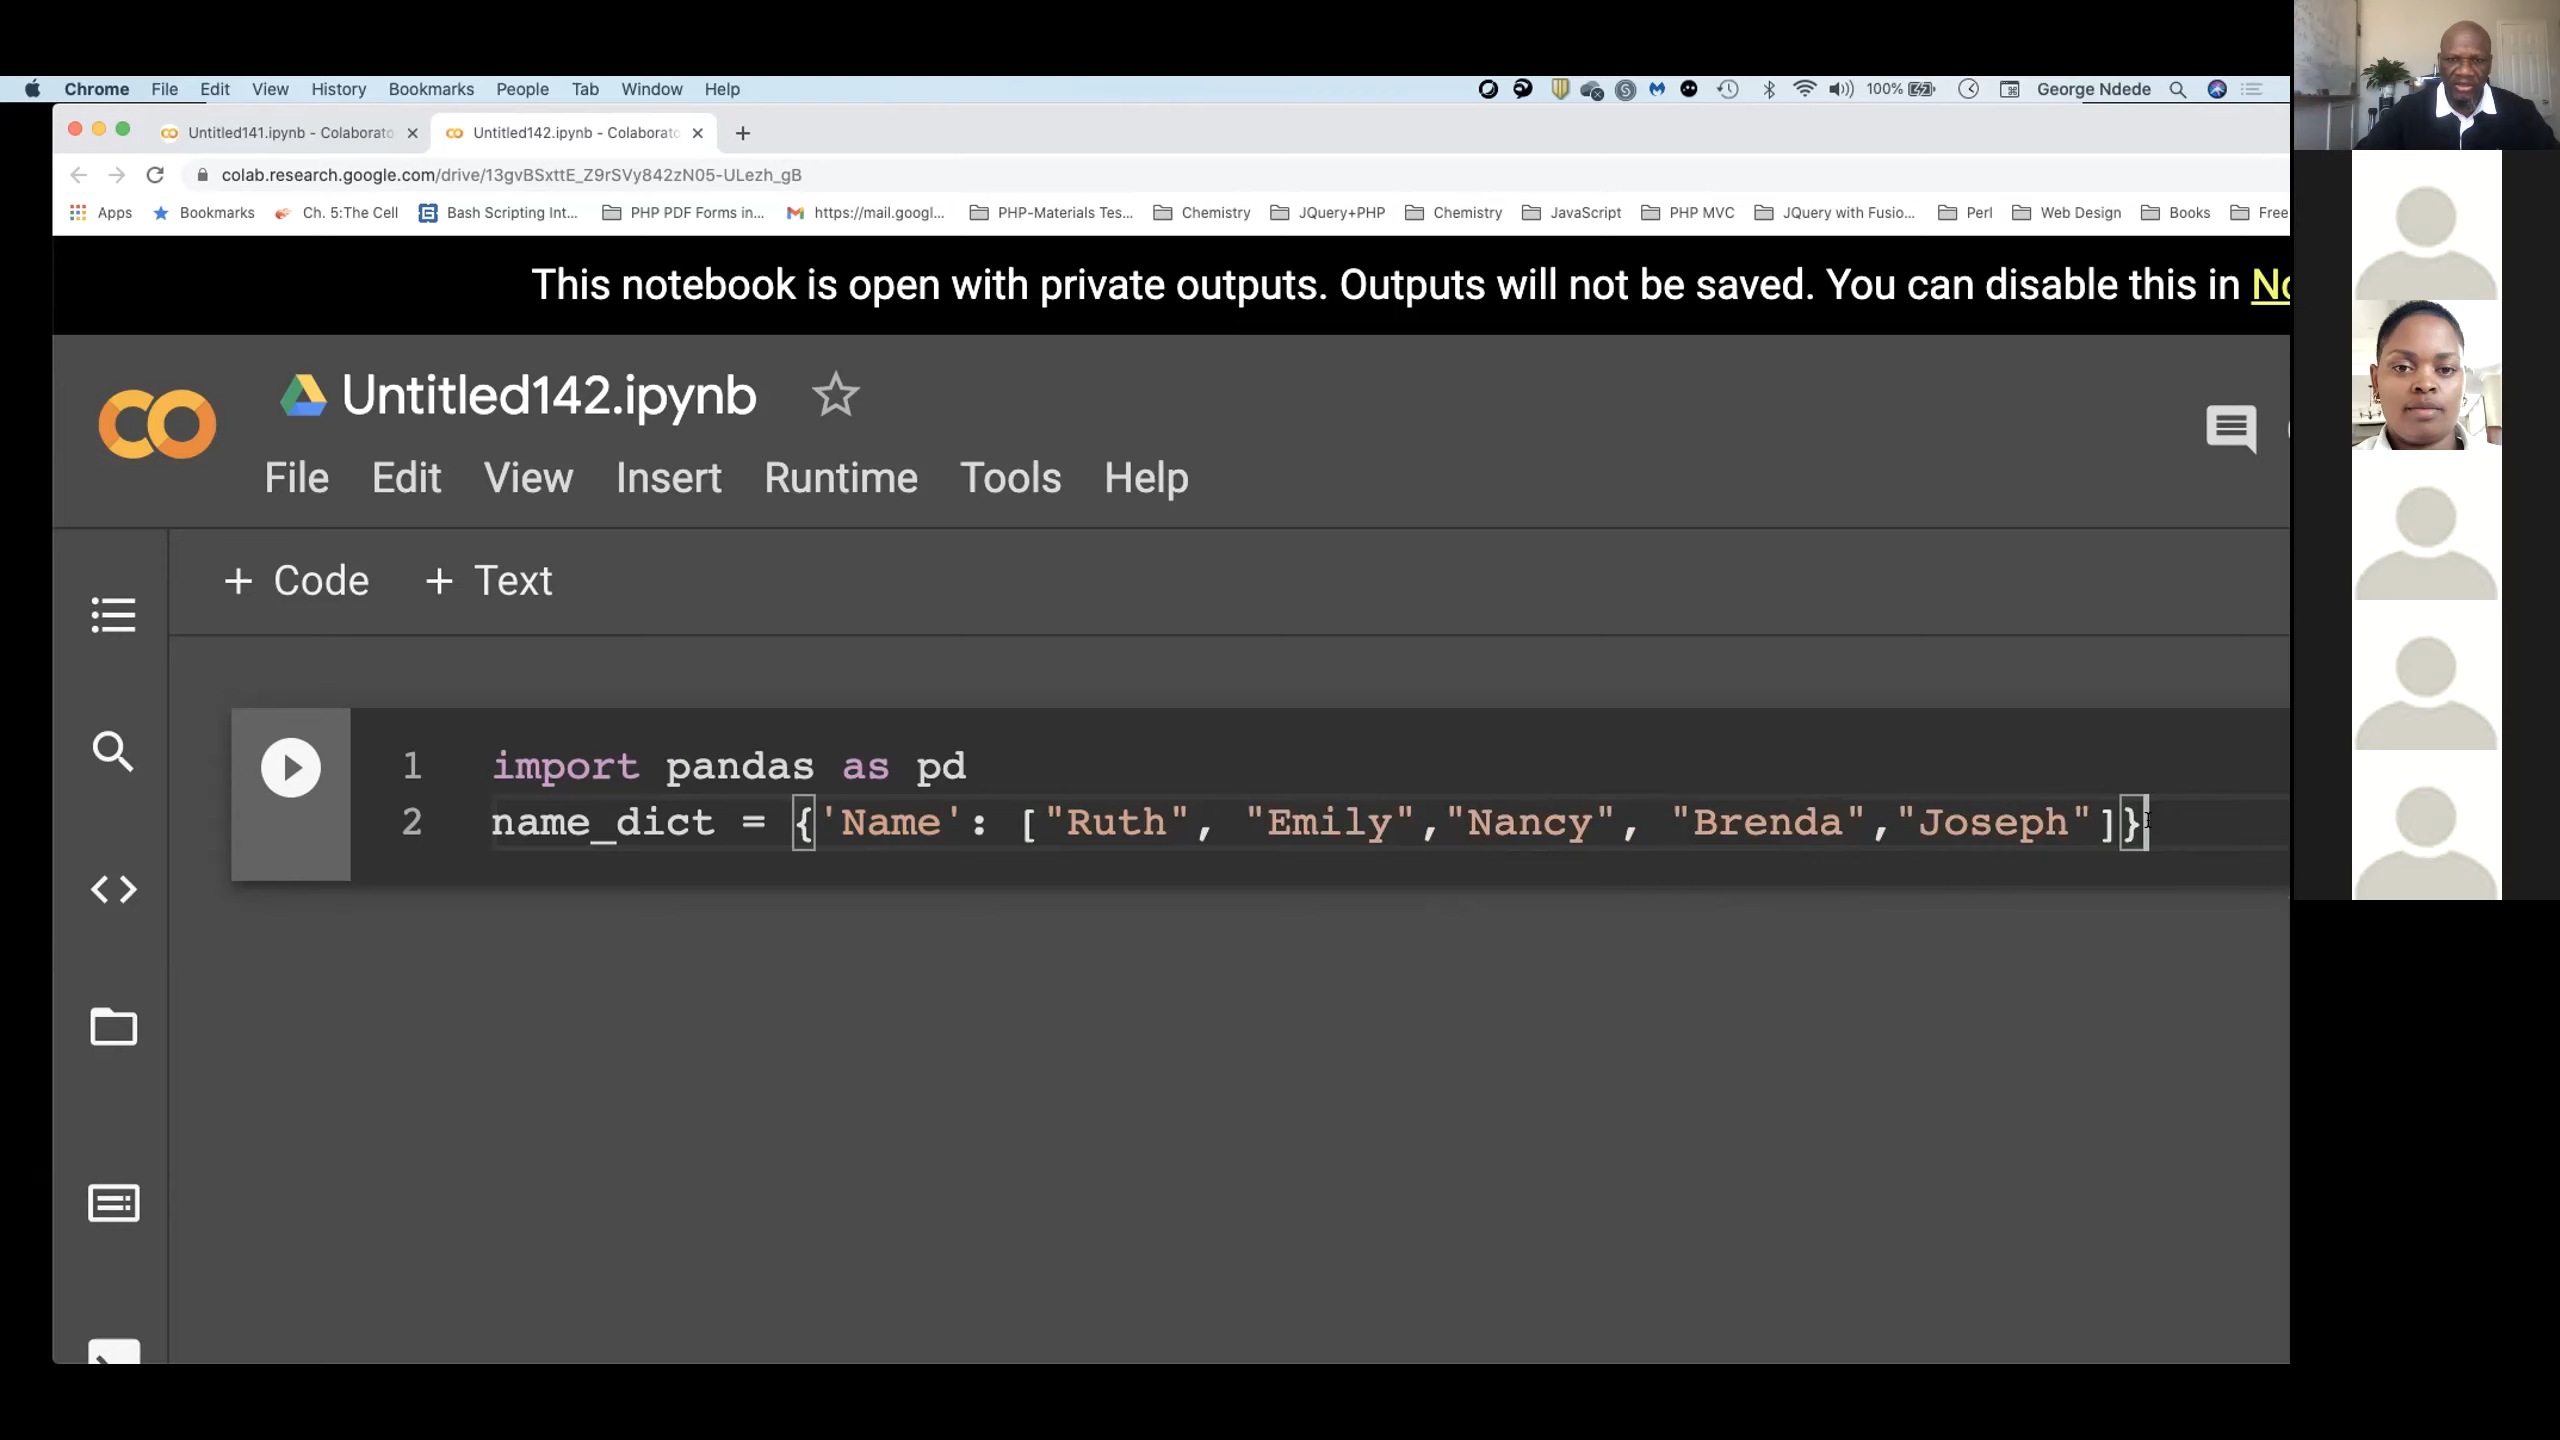 Chrome File Edit View History Bookmarks People Tab Window Help 100% George Ndede
Untitled141.ipynb - Colaborato Untitled142.ipynb - Colaborato
colab.research.google.com/drive/13gvBSxttE_Z9rSVy842zN05-ULezh_gB
Apps Bookmarks Ch. 5:The Cell Bash Scripting Int... PHP PDF Forms in... https://mail.googl... PHP-Materials Tes... Chemistry JQuery+PHP Chemistry JavaScript PHP MVC JQuery with Fusio... Perl Web Design Books Free
This notebook is open with private outputs. Outputs will not be saved. You can disable this in No
CO Untitled142.ipynb
File Edit View Insert Runtime Tools Help
+ Code + Text
1 import pandas as pd
2 name_dict = {'Name': ["Ruth", "Emily","Nancy", "Brenda","Joseph"]}